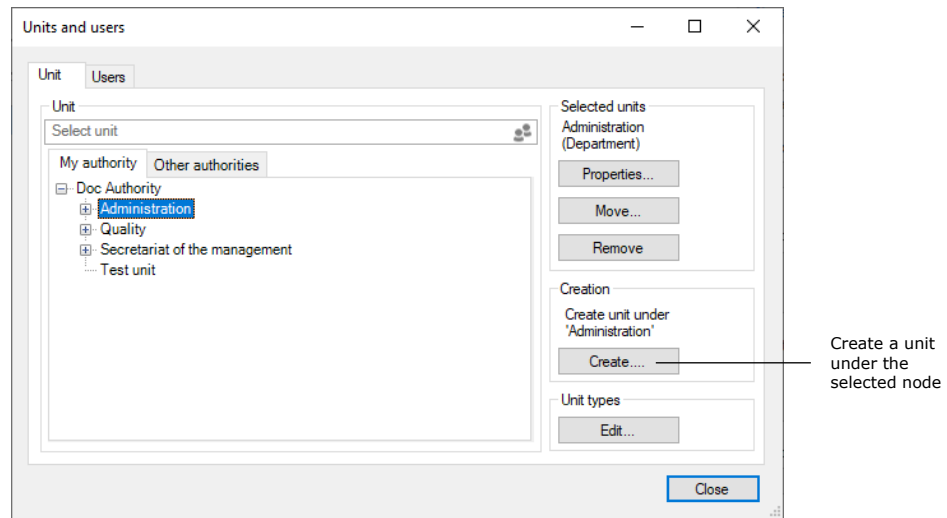 Units and users
Unit
Users
Unit
Select unit
My authority
Other authorities
Doc Authority
Administration
Quality
Secretariat of the management
Test unit
Selected units
Administration
(Department)
Properties...
Move...
Remove
Creation
Create unit under
'Administration'
Create....
Unit types
Edit...
Close
Create a unit
under the
selected node